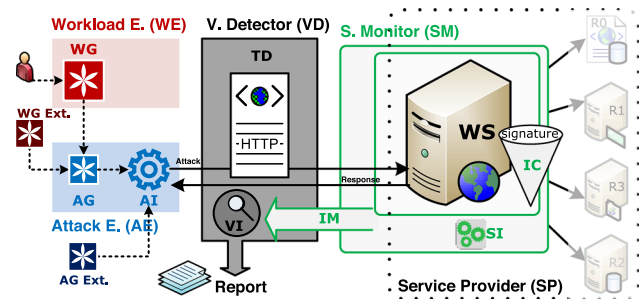 Workload E. (WE)
V. Detector (VD)
S. Monitor (SM)
WG
TD
R0
WG Ext.
-HTTP-
WS
signature
R1
IC
Attack
Response
AG
AI
R3
Attack E. (AE)
VI
IM
SI
AG Ext.
R2
Report
Service Provider (SP)